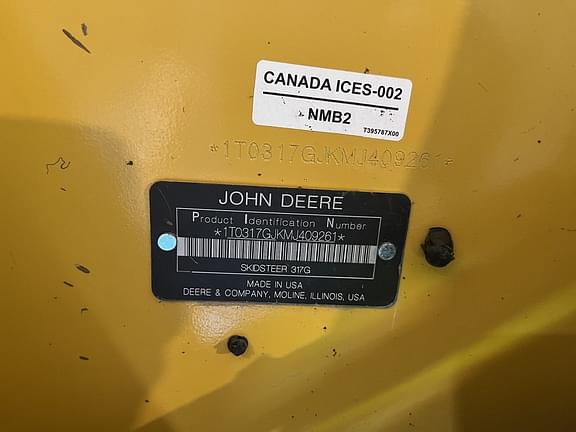 CANADA ICES-002
NMB2
T395787X00
*1T0317GJKMJ409261*
JOHN DEERE
Product Identification Number
*1T0317GJKMJ409261*
SKIDSTEER 317G
MADE IN USA
DEERE & COMPANY, MOLINE, ILLINOIS, USA